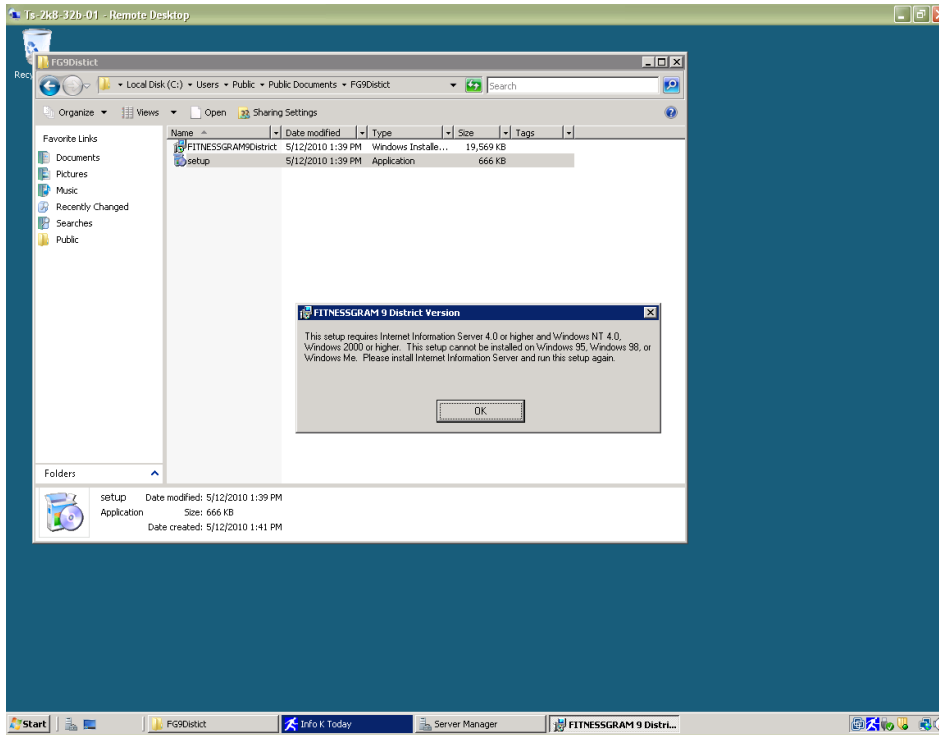 Ts-2k8-32b-01 - Remote Desktop
FG9Distict
Local Disk (C:) Users Public Public Documents FG9Distict Search
Organize Views Open Sharing Settings
Favorite Links
Documents
Pictures
Music
Recently Changed
Searches
Public
Folders
Name Date modified Type Size Tags
FITNESSGRAM9District 5/12/2010 1:39 PM Windows Installe... 19,569 KB
setup 5/12/2010 1:39 PM Application 666 KB
FITNESSGRAM 9 District Version
This setup requires Internet Information Server 4.0 or higher and Windows NT 4.0,
Windows 2000 or higher. This setup cannot be installed on Windows 95, Windows 98, or
Windows Me. Please install Internet Information Server and run this setup again.
OK
setup Date modified: 5/12/2010 1:39 PM
Application Size: 666 KB
Date created: 5/12/2010 1:41 PM
Start FG9Distict Info K Today Server Manager FITNESSGRAM 9 Distri...